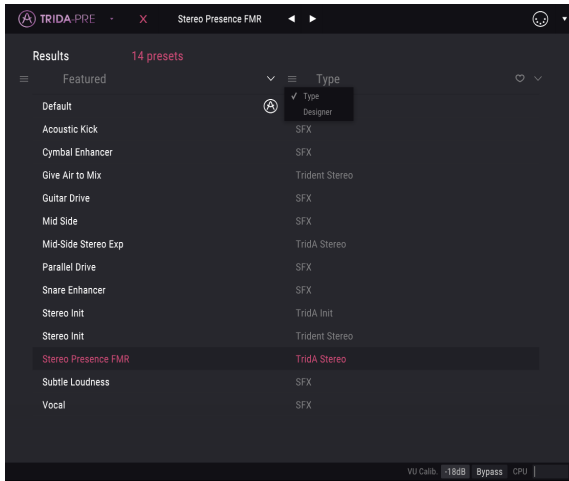 TRIDA-PRE - X Stereo Presence FMR
Results 14 presets
Featured Type
✓ Type
Designer
Default
Acoustic Kick SFX
Cymbal Enhancer SFX
Give Air to Mix Trident Stereo
Guitar Drive SFX
Mid Side SFX
Mid-Side Stereo Exp TridA Stereo
Parallel Drive SFX
Snare Enhancer SFX
Stereo Init TridA Init
Stereo Init Trident Stereo
Stereo Presence FMR TridA Stereo
Subtle Loudness SFX
Vocal SFX
VU Calib. -18dB Bypass CPU